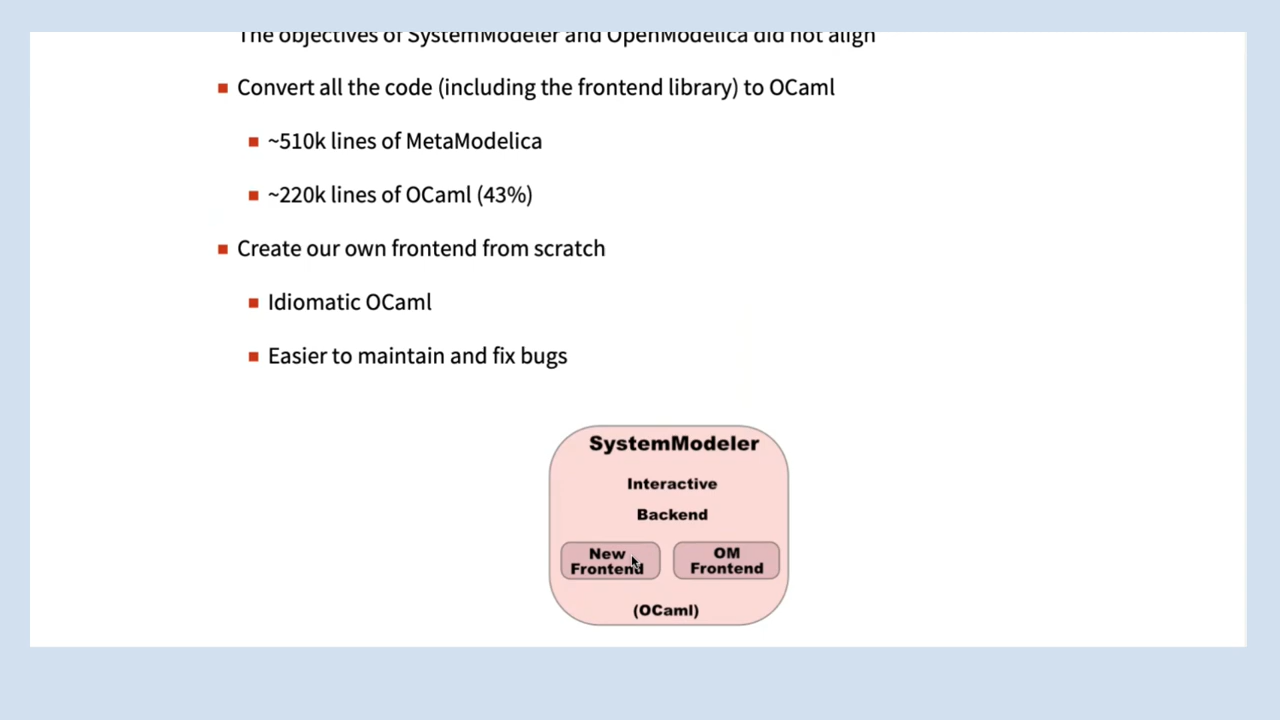 The objectives of SystemModeler and OpenModelica did not align
Convert all the code (including the frontend library) to OCaml
~510k lines of MetaModelica
~220k lines of OCaml (43%)
Create our own frontend from scratch
Idiomatic OCaml
Easier to maintain and fix bugs
SystemModeler
Interactive
Backend
New
Frontend
OM
Frontend
(OCaml)